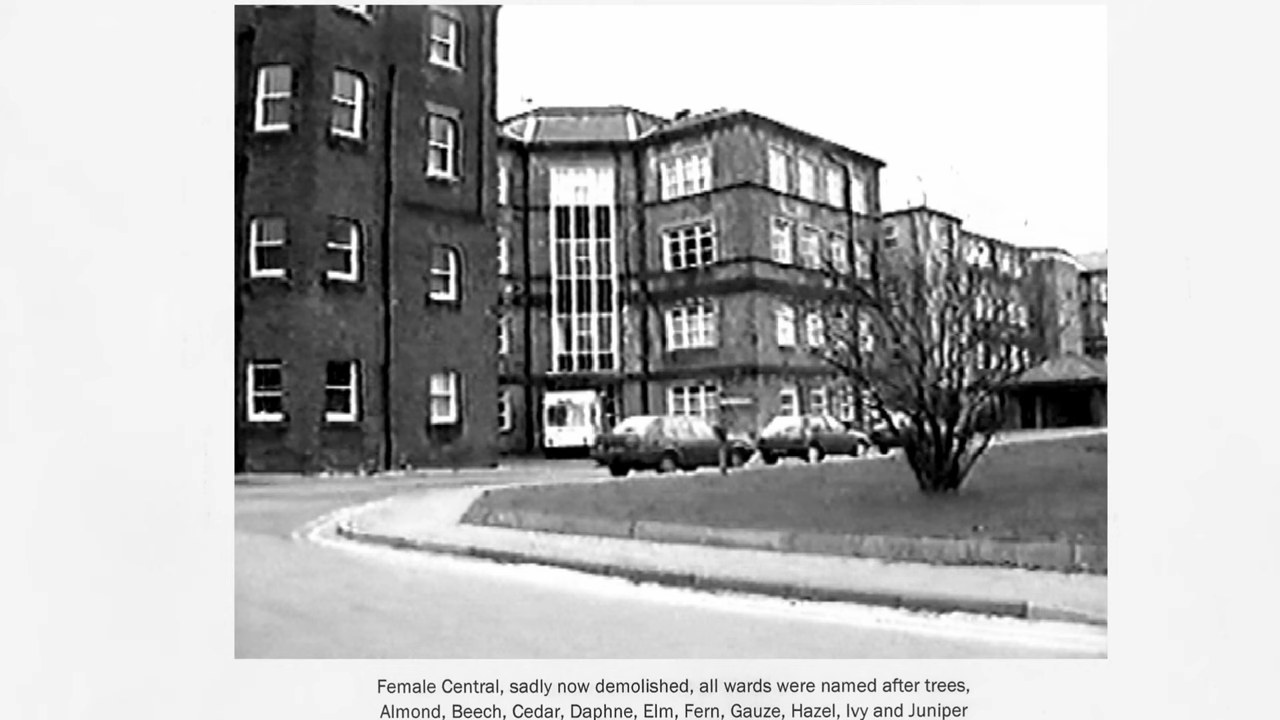 Female Central, sadly now demolished, all wards were named after trees,
Almond, Beech, Cedar, Daphne, Elm, Fern, Gauze, Hazel, Ivy and Juniper